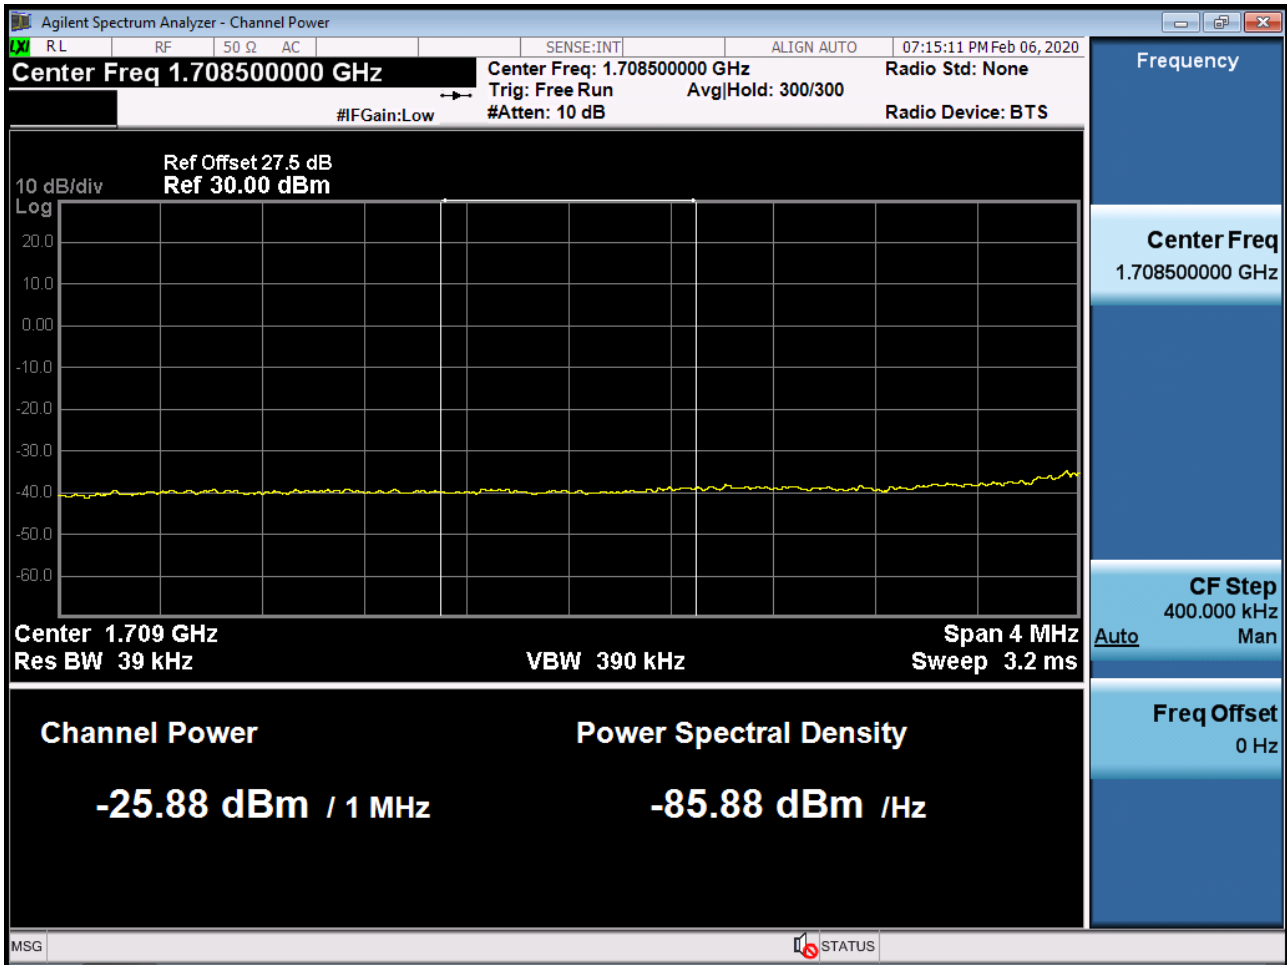 Agilent Spectrum Analyzer - Channel Power
LXI RL RF 50 Ω AC SENSE:INT ALIGN AUTO 07:15:11 PM Feb 06, 2020
Center Freq 1.708500000 GHz
Center Freq: 1.708500000 GHz Radio Std: None
Trig: Free Run Avg|Hold: 300/300
#IFGain:Low #Atten: 10 dB Radio Device: BTS
Ref Offset 27.5 dB
10 dB/div Ref 30.00 dBm
Log
20.0
10.0
0.00
-10.0
-20.0
-30.0
-40.0
-50.0
-60.0
Center 1.709 GHz Span 4 MHz
Res BW 39 kHz VBW 390 kHz Sweep 3.2 ms
Channel Power Power Spectral Density
-25.88 dBm / 1 MHz -85.88 dBm /Hz
Frequency
Center Freq
1.708500000 GHz
CF Step
400.000 kHz
Auto Man
Freq Offset
0 Hz
MSG STATUS